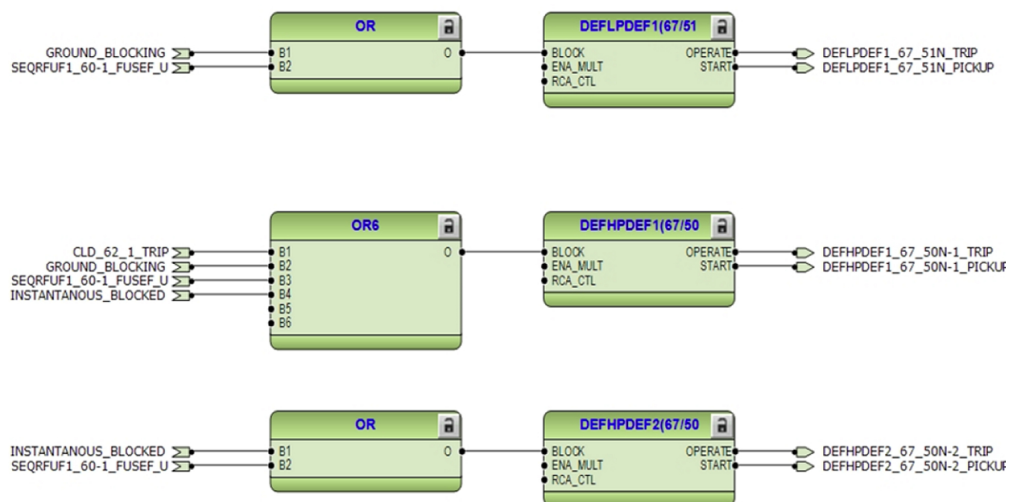 OR DEFLPDEF1(67/51
GROUND_BLOCKING B1 O BLOCK OPERATE DEFLPDEF1_67_51N_TRIP
SEQRFUF1_60-1_FUSEF_U B2 ENA_MULT START DEFLPDEF1_67_51N_PICKUP
RCA_CTL
OR6 DEFHPDEF1(67/50
CLD_62_1_TRIP B1 O BLOCK OPERATE DEFHPDEF1_67_50N-1_TRIP
GROUND_BLOCKING B2 ENA_MULT START DEFHPDEF1_67_50N-1_PICKUP
SEQRFUF1_60-1_FUSEF_U B3 RCA_CTL
INSTANTANOUS_BLOCKED B4
B5
B6
OR DEFHPDEF2(67/50
INSTANTANOUS_BLOCKED B1 O BLOCK OPERATE DEFHPDEF2_67_50N-2_TRIP
SEQRFUF1_60-1_FUSEF_U B2 ENA_MULT START DEFHPDEF2_67_50N-2_PICKUP
RCA_CTL